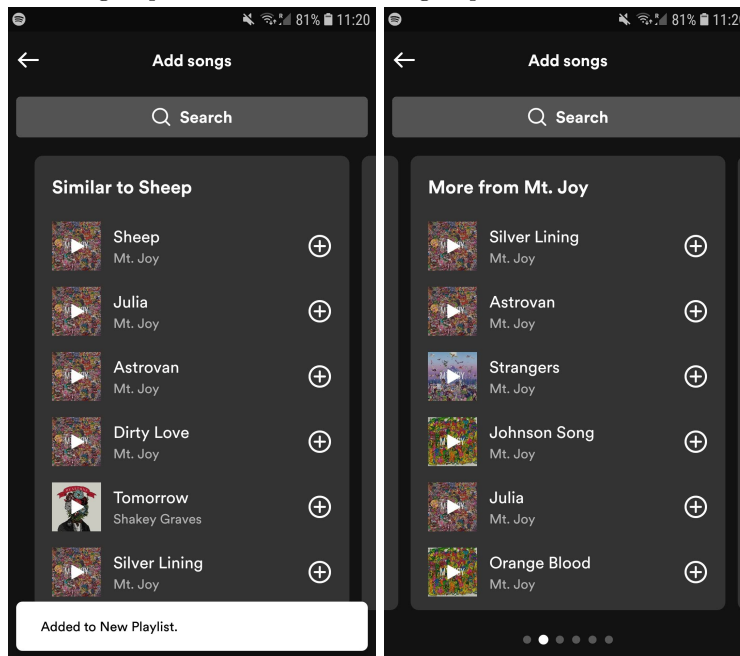 81% 11:20
Add songs
Search
Similar to Sheep
Sheep
Mt. Joy
Julia
Mt. Joy
Astrovan
Mt. Joy
Dirty Love
Mt. Joy
Tomorrow
Shakey Graves
Silver Lining
Mt. Joy
Added to New Playlist.
81% 11:20
Add songs
Search
More from Mt. Joy
Silver Lining
Mt. Joy
Astrovan
Mt. Joy
Strangers
Mt. Joy
Johnson Song
Mt. Joy
Julia
Mt. Joy
Orange Blood
Mt. Joy